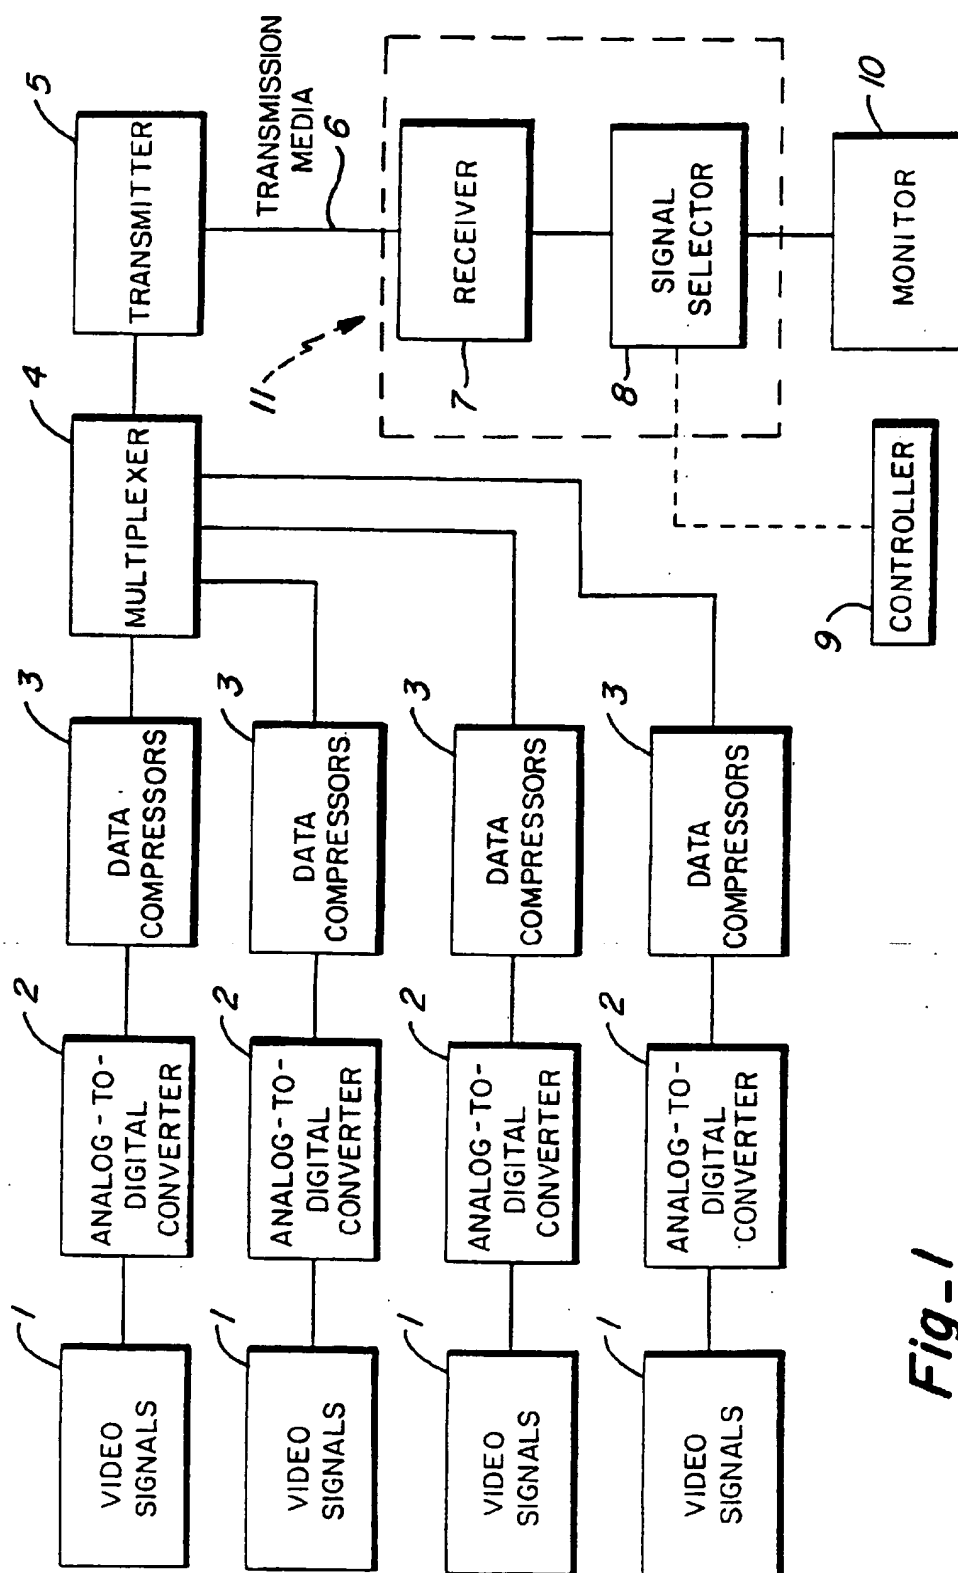 VIDEO
SIGNALS
1
ANALOG-TO-
DIGITAL
CONVERTER
2
DATA
COMPRESSORS
3
MULTIPLEXER
4
TRANSMITTER
5
VIDEO
SIGNALS
1
ANALOG-TO-
DIGITAL
CONVERTER
2
DATA
COMPRESSORS
3
VIDEO
SIGNALS
1
ANALOG-TO-
DIGITAL
CONVERTER
2
DATA
COMPRESSORS
3
VIDEO
SIGNALS
1
ANALOG-TO-
DIGITAL
CONVERTER
2
DATA
COMPRESSORS
3
TRANSMISSION
MEDIA
6
11
RECEIVER
7
SIGNAL
SELECTOR
8
CONTROLLER
9
MONITOR
10
Fig_1